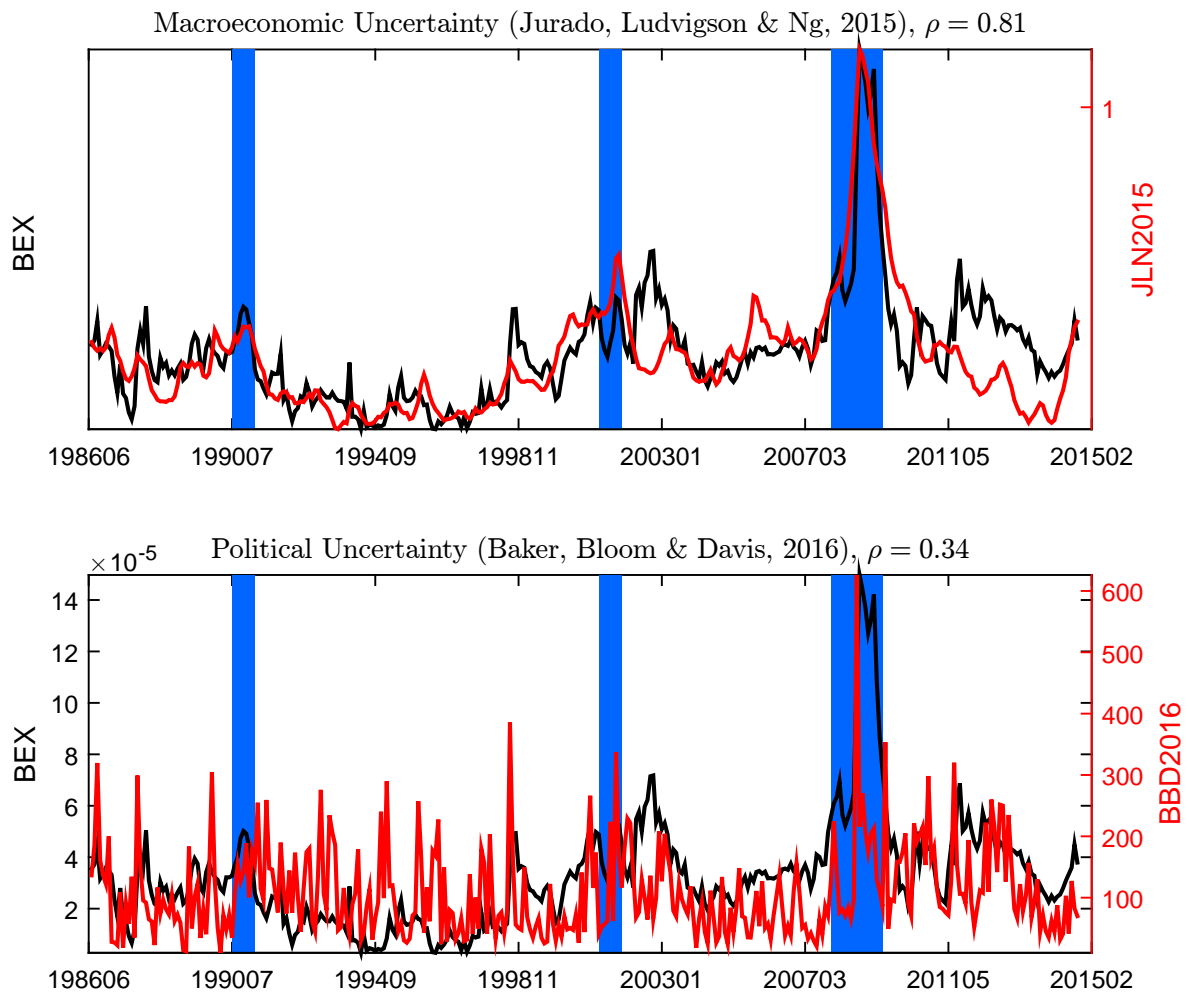 Macroeconomic Uncertainty (Jurado, Ludvigson & Ng, 2015), ρ = 0.81
BEX
1
JLN2015
198606 199007 199409 199811 200301 200703 201105 201502
×10-5
Political Uncertainty (Baker, Bloom & Davis, 2016), ρ = 0.34
14
12
10
8
6
4
2
BEX
600
500
400
300
200
100
BBD2016
198606 199007 199409 199811 200301 200703 201105 201502